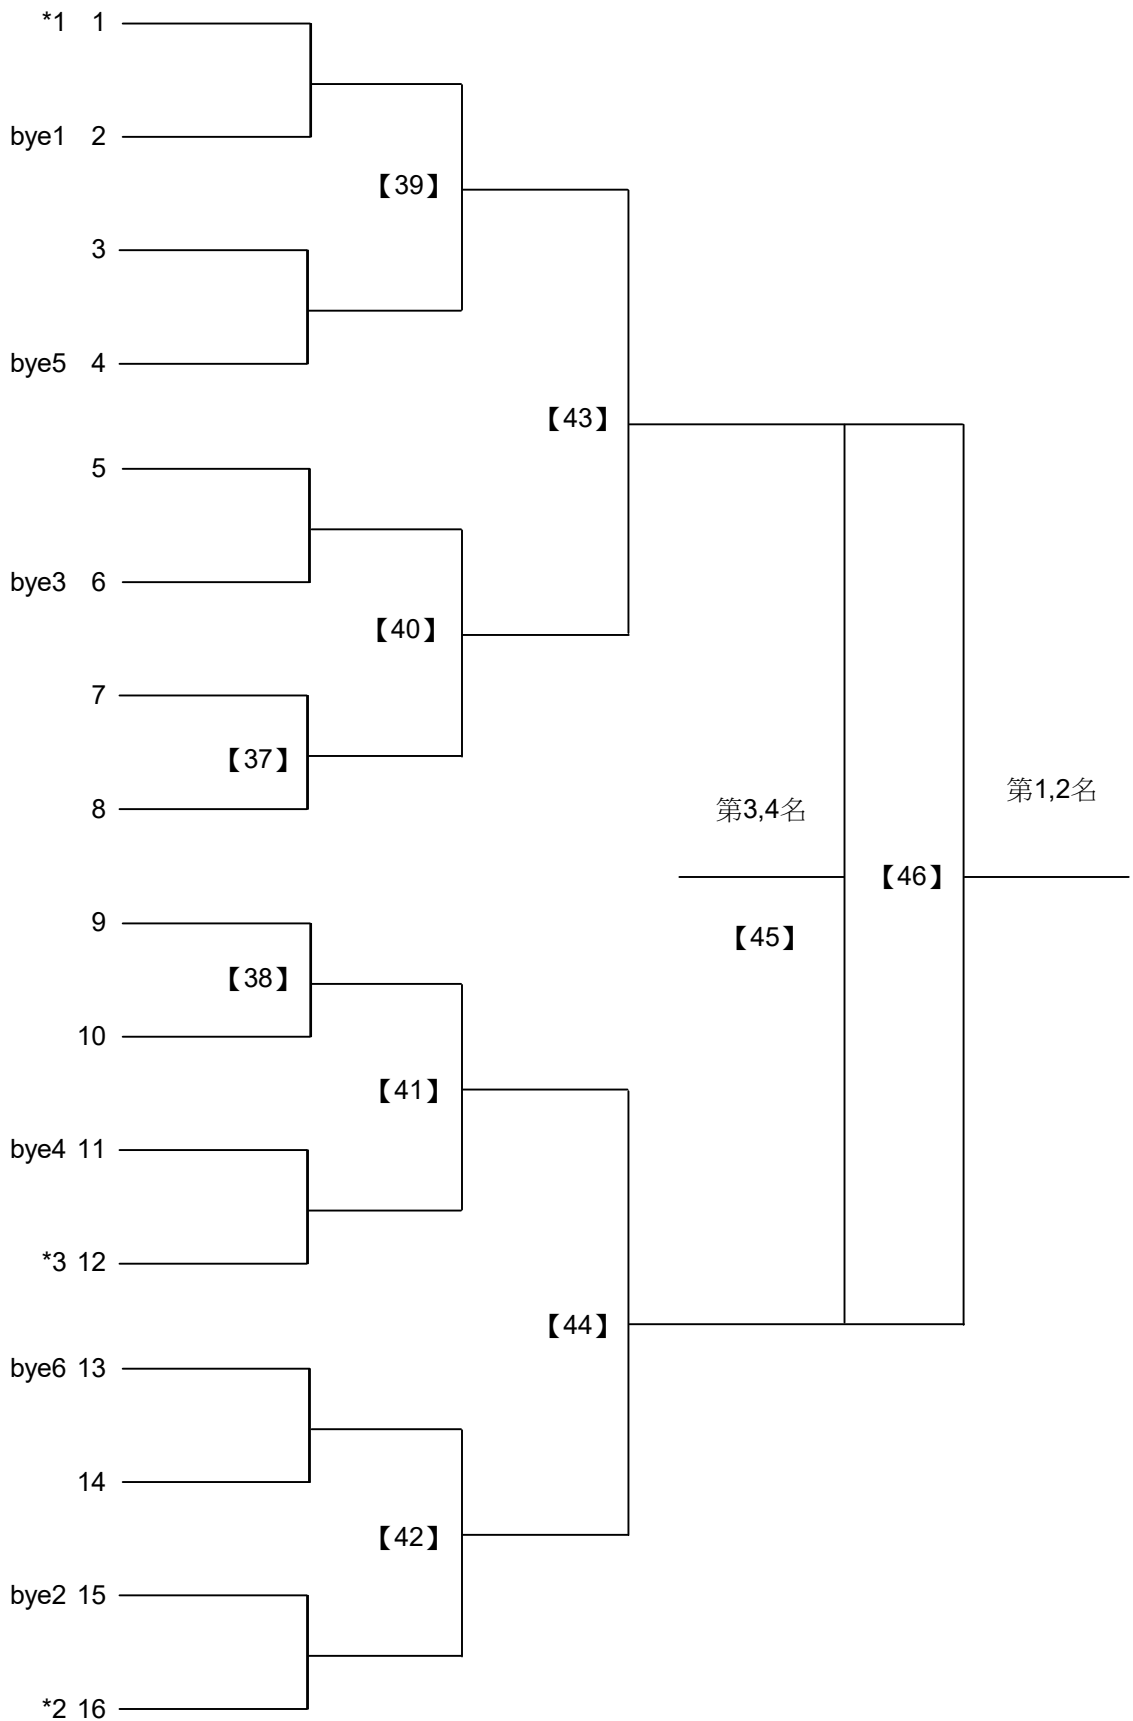 *1 1
bye1 2
【39】
3
bye5 4
【43】
5
bye3 6
【40】
7
【37】
8
第3,4名
第1,2名
【46】
9
【45】
【38】
10
【41】
bye4 11
*3 12
【44】
bye6 13
14
【42】
bye2 15
*2 16